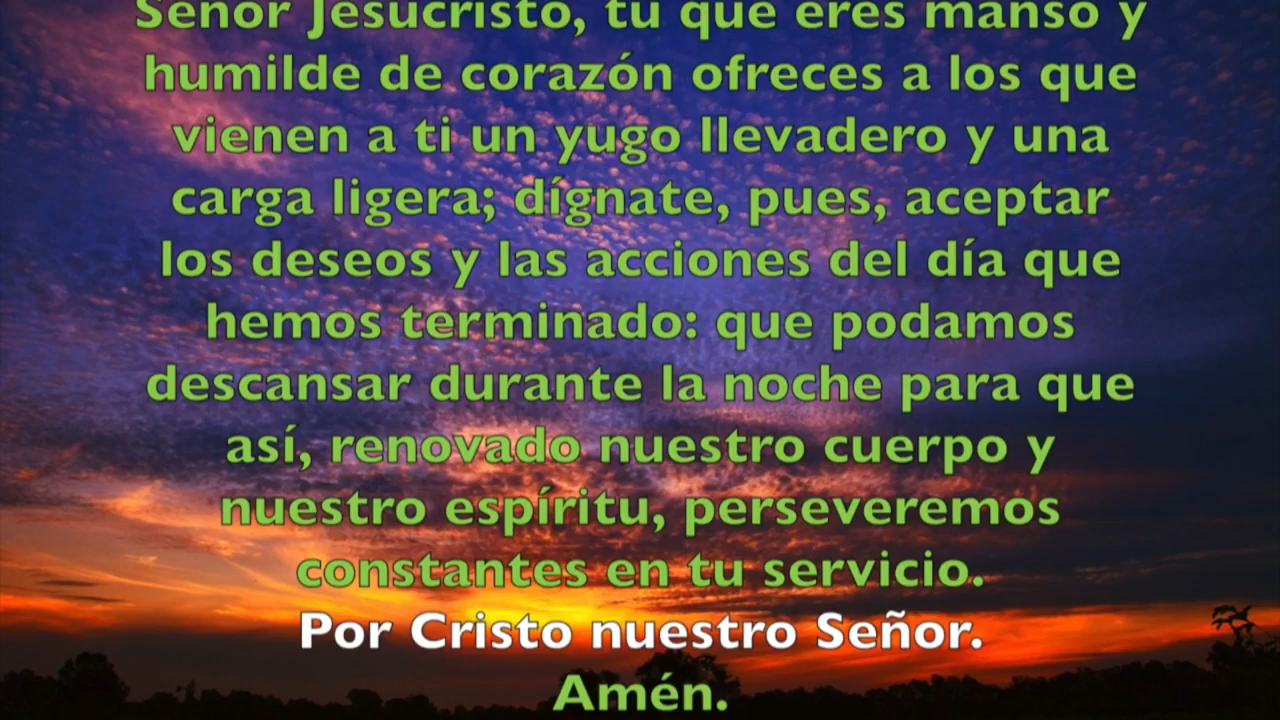 Señor Jesucristo, tú que eres manso y
humilde de corazón ofreces a los que
vienen a ti un yugo llevadero y una
carga ligera; dígnate, pues, aceptar
los deseos y las acciones del día que
hemos terminado: que podamos
descansar durante la noche para que
así, renovado nuestro cuerpo y
nuestro espíritu, perseveremos
constantes en tu servicio.
Por Cristo nuestro Señor.
Amén.